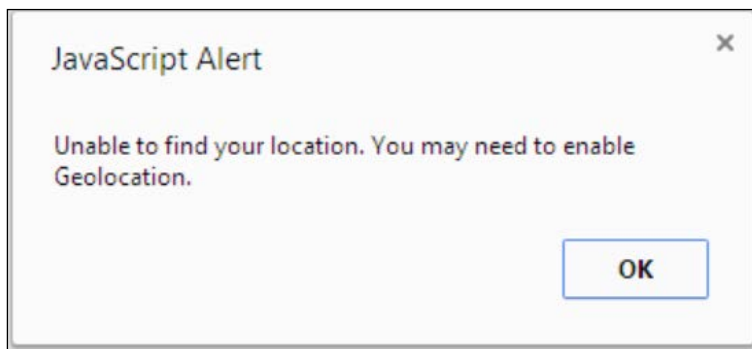 JavaScript Alert
Unable to find your location. You may need to enable
Geolocation.
OK